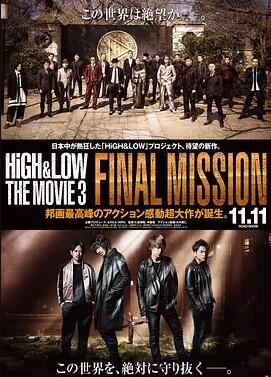 この世界は絶望か──。
日本中が熱狂した「HiGH&LOW」プロジェクト、待望の新作。
HiGH&LOW
THE MOVIE 3
FINAL MISSION
邦画最高峰のアクション感動超大作が誕生。
11.11
ROAD SHOW
この世界を、絶対に守り抜く──。